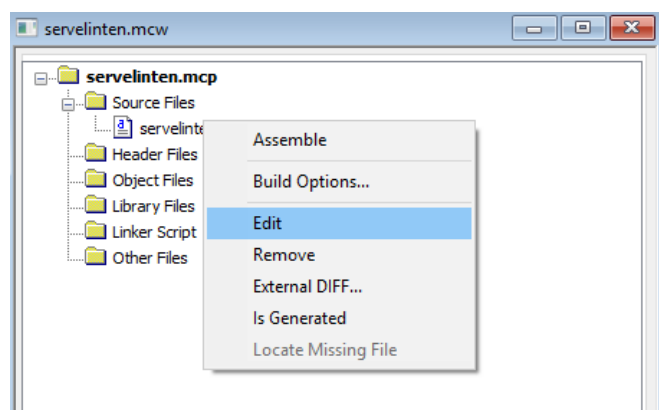 servelinten.mcw
servelinten.mcp
Source Files
servelinte
Header Files
Object Files
Library Files
Linker Script
Other Files
Assemble
Build Options...
Edit
Remove
External DIFF...
Is Generated
Locate Missing File